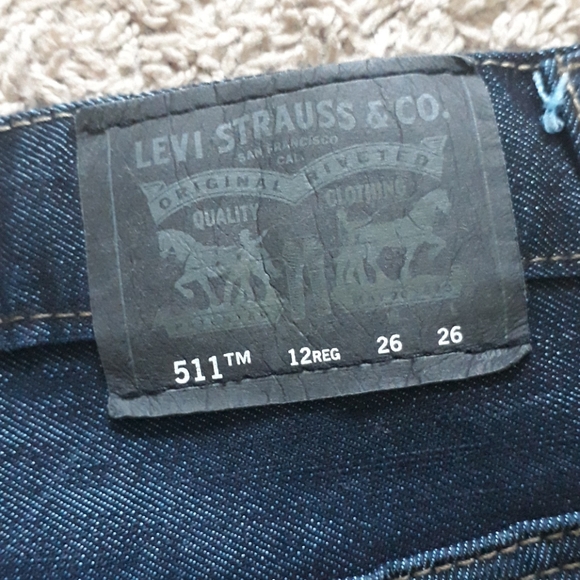 LEVI STRAUSS & CO.
SAN FRANCISCO
CAL.
ORIGINAL RIVETED
QUALITY CLOTHING
511™ 12REG 26 26